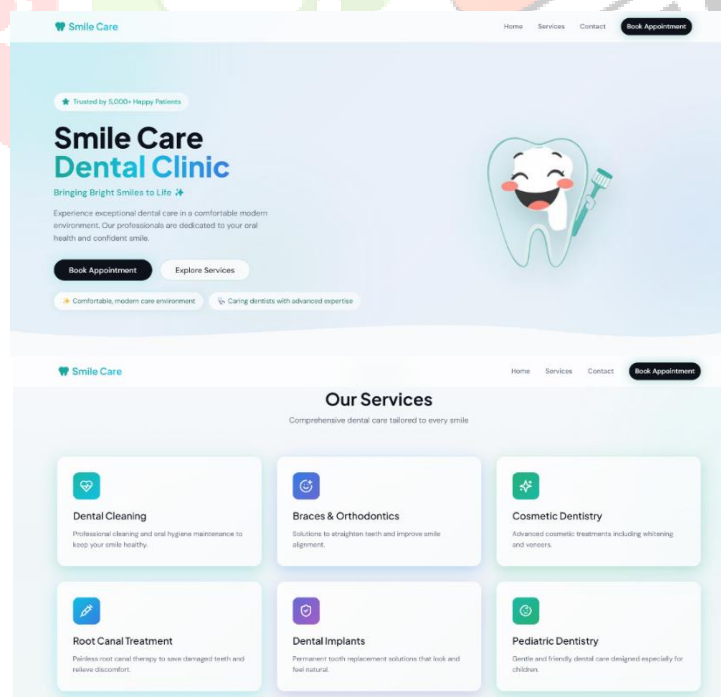 Smile Care
Home Services Contact Book Appointment
Trusted by 5,000+ Happy Patients
Smile Care
Dental Clinic
Bringing Bright Smiles to Life
Experience exceptional dental care in a comfortable modern
environment. Our professionals are dedicated to your oral
health and confident smile.
Book Appointment Explore Services
Comfortable, modern care environment Caring dentists with advanced expertise
Smile Care
Home Services Contact Book Appointment
Our Services
Comprehensive dental care tailored to every smile
Dental Cleaning
Professional cleaning and oral hygiene maintenance to
keep your smile healthy.
Braces & Orthodontics
Solutions to straighten teeth and improve smile
alignment.
Cosmetic Dentistry
Advanced cosmetic treatments including whitening
and veneers.
Root Canal Treatment
Painless root canal therapy to save damaged teeth and
relieve discomfort.
Dental Implants
Permanent tooth replacement solutions that look and
feel natural.
Pediatric Dentistry
Gentle and friendly dental care designed especially for
children.